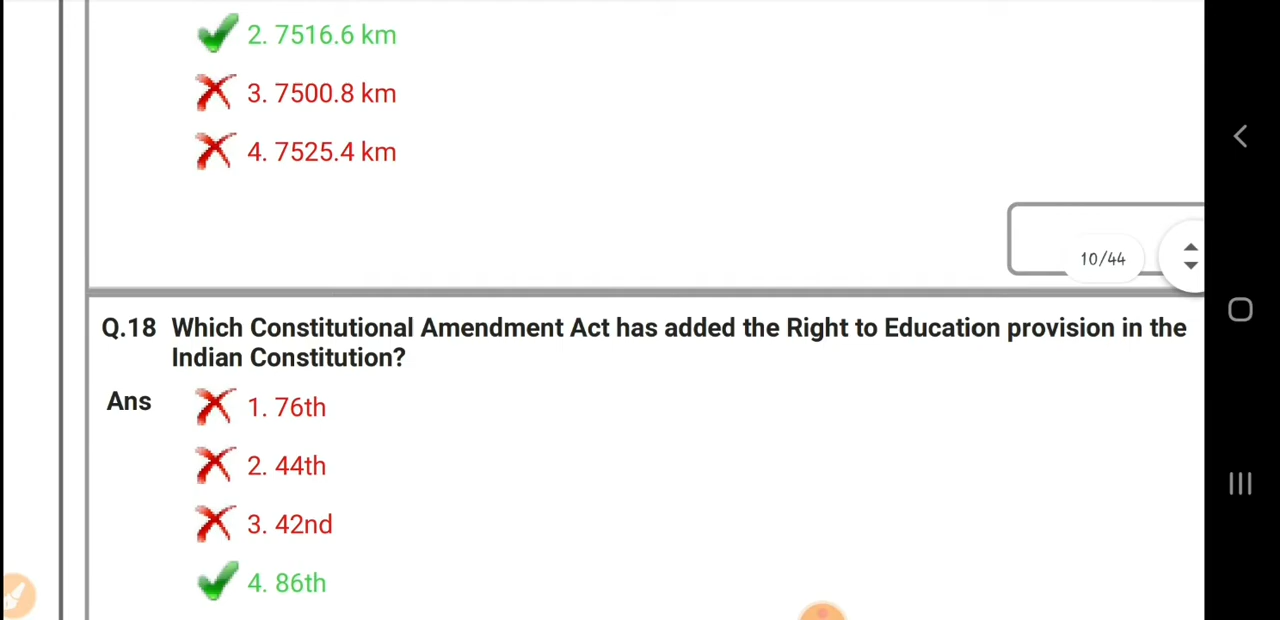 2. 7516.6 km
3. 7500.8 km
4. 7525.4 km
10/44
Q.18 Which Constitutional Amendment Act has added the Right to Education provision in the
Indian Constitution?
Ans 1. 76th
2. 44th
3. 42nd
4. 86th